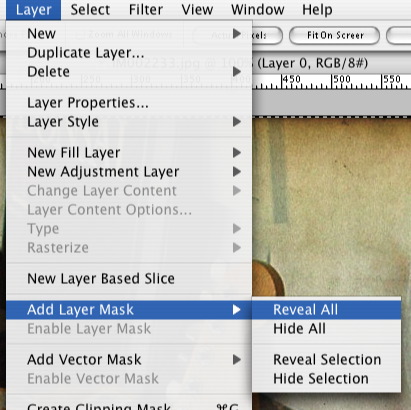 Layer Select Filter View Window Help
Fit On Screen
(Layer 0, RGB/8#)
450 500 550
New
Duplicate Layer...
Delete
Layer Properties...
Layer Style
New Fill Layer
New Adjustment Layer
Change Layer Content
Layer Content Options...
Type
Rasterize
New Layer Based Slice
Add Layer Mask
Reveal All
Enable Layer Mask
Hide All
Add Vector Mask
Reveal Selection
Enable Vector Mask
Hide Selection
Create Clipping Mask ⌘G